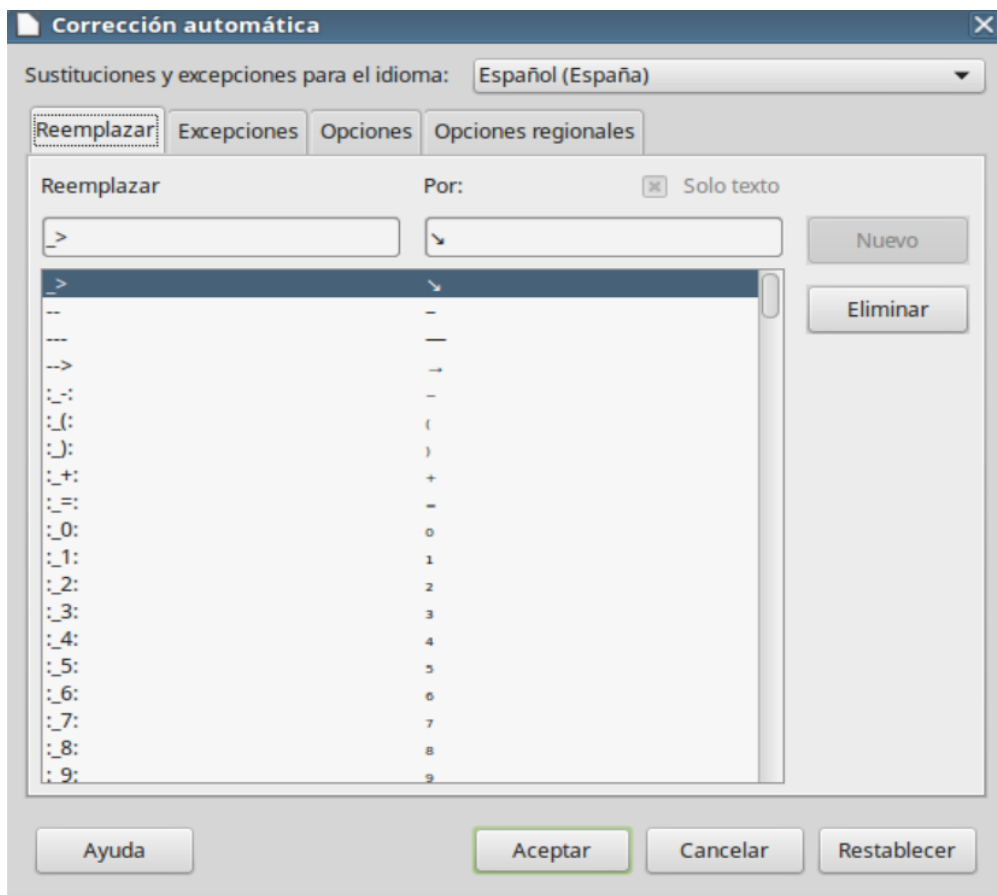 Corrección automática
Sustituciones y excepciones para el idioma: Español (España)
Reemplazar Excepciones Opciones Opciones regionales
Reemplazar Por: Solo texto
_> ↘ Nuevo
_> ↘
Eliminar
-- –
--- —
--> →
:_-: ₋
:_(: ₍
:_): ₎
:_+: ₊
:_=: ₌
:_0: ₀
:_1: ₁
:_2: ₂
:_3: ₃
:_4: ₄
:_5: ₅
:_6: ₆
:_7: ₇
:_8: ₈
:_9: ₉
Ayuda Aceptar Cancelar Restablecer